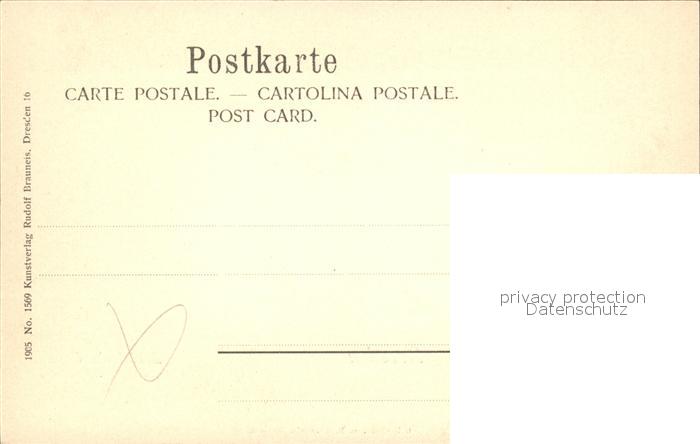 Postkarte
CARTE POSTALE. — CARTOLINA POSTALE.
POST CARD.
1905 No. 1569 Kunstverlag Rudolf Brauneis, Dresden 16
privacy protection
Datenschutz